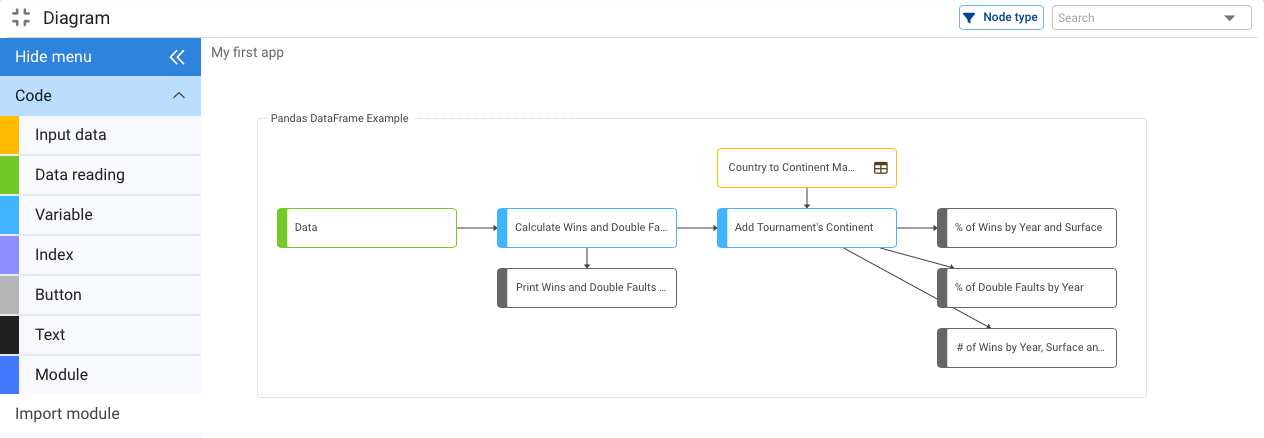 Diagram
Node type
Search
Hide menu
My first app
Code
Input data
Data reading
Variable
Index
Button
Text
Module
Import module
Pandas DataFrame Example
Country to Continent Ma...
Data
Calculate Wins and Double Fa...
Add Tournament's Continent
% of Wins by Year and Surface
Print Wins and Double Faults ...
% of Double Faults by Year
# of Wins by Year, Surface an...